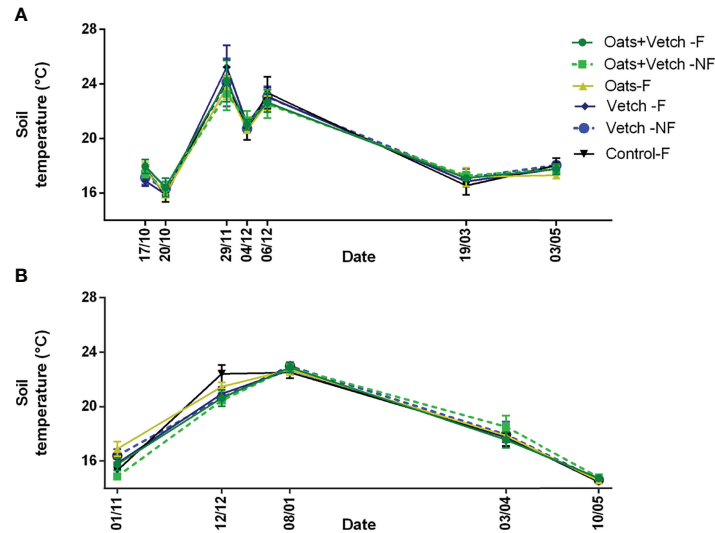 A
28
24
20
16
Soil
temperature (°C)
17/10
20/10
29/11
04/12
06/12
19/03
03/05
Date
Oats+Vetch -F
Oats+Vetch -NF
Oats-F
Vetch -F
Vetch -NF
Control-F
B
28
24
20
16
Soil
temperature (°C)
01/11
12/12
08/01
03/04
10/05
Date